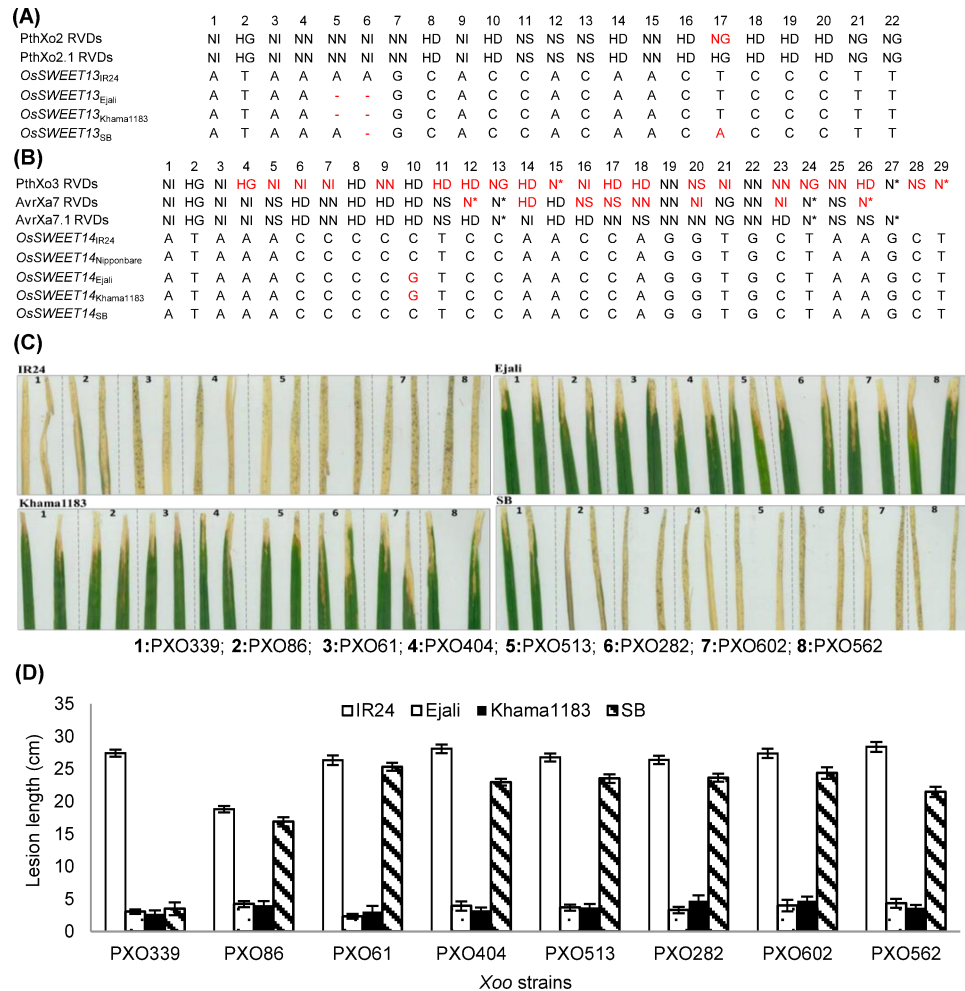 (A)
1 2 3 4 5 6 7 8 9 10 11 12 13 14 15 16 17 18 19 20 21 22
PthXo2 RVDs NI HG NI NN NN NI NN HD NI HD NS NS NS HD NN HD NG HD HD HD NG NG
PthXo2.1 RVDs NI HG NI NN NN NI NN HD NI HD NS NS NS HD NN HD HG HD HD HD NG NG
OsSWEET13IR24 A T A A A A G C A C C A C A A C T C C C T T
OsSWEET13Ejali A T A A - - G C A C C A C A A C T C C C T T
OsSWEET13Khama1183 A T A A - - G C A C C A C A A C T C C C T T
OsSWEET13SB A T A A A - G C A C C A C A A C A C C C T T
(B)
1 2 3 4 5 6 7 8 9 10 11 12 13 14 15 16 17 18 19 20 21 22 23 24 25 26 27 28 29
PthXo3 RVDs NI HG NI HG NI NI NI HD NN HD HD HD NG HD N* NI HD HD NN NS NI NN NN NG NN HD N* NS N*
AvrXa7 RVDs NI HG NI NI NS HD NN HD HD HD NS N* N* HD HD NS NS NN NN NI NG NN NI N* NS N*
AvrXa7.1 RVDs NI HG NI NI NS HD NN HD HD HD NS HD N* NS HD HD NN NS NN NN NG NN HD N* NS NS N*
OsSWEET14IR24 A T A A A C C C C C T C C A A C C A G G T G C T A A G C T
OsSWEET14Nipponbare A T A A A C C C C C T C C A A C C A G G T G C T A A G C T
OsSWEET14Ejali A T A A A C C C C G T C C A A C C A G G T G C T A A G C T
OsSWEET14Khama1183 A T A A A C C C C G T C C A A C C A G G T G C T A A G C T
OsSWEET14SB A T A A A C C C C C T C C A A C C A G G T G C T A A G C T
(C)
IR24
1 2 3 4 5 7 8
Ejali
1 2 3 4 5 6 7 8
Khama1183
1 2 3 4 5 6 7 8
SB
1 2 3 4 5 6 7 8
1:PXO339; 2:PXO86; 3:PXO61; 4:PXO404; 5:PXO513; 6:PXO282; 7:PXO602; 8:PXO562
(D)
IR24 Ejali Khama1183 SB
Lesion length (cm)
35
30
25
20
15
10
5
0
PXO339 PXO86 PXO61 PXO404 PXO513 PXO282 PXO602 PXO562
Xoo strains